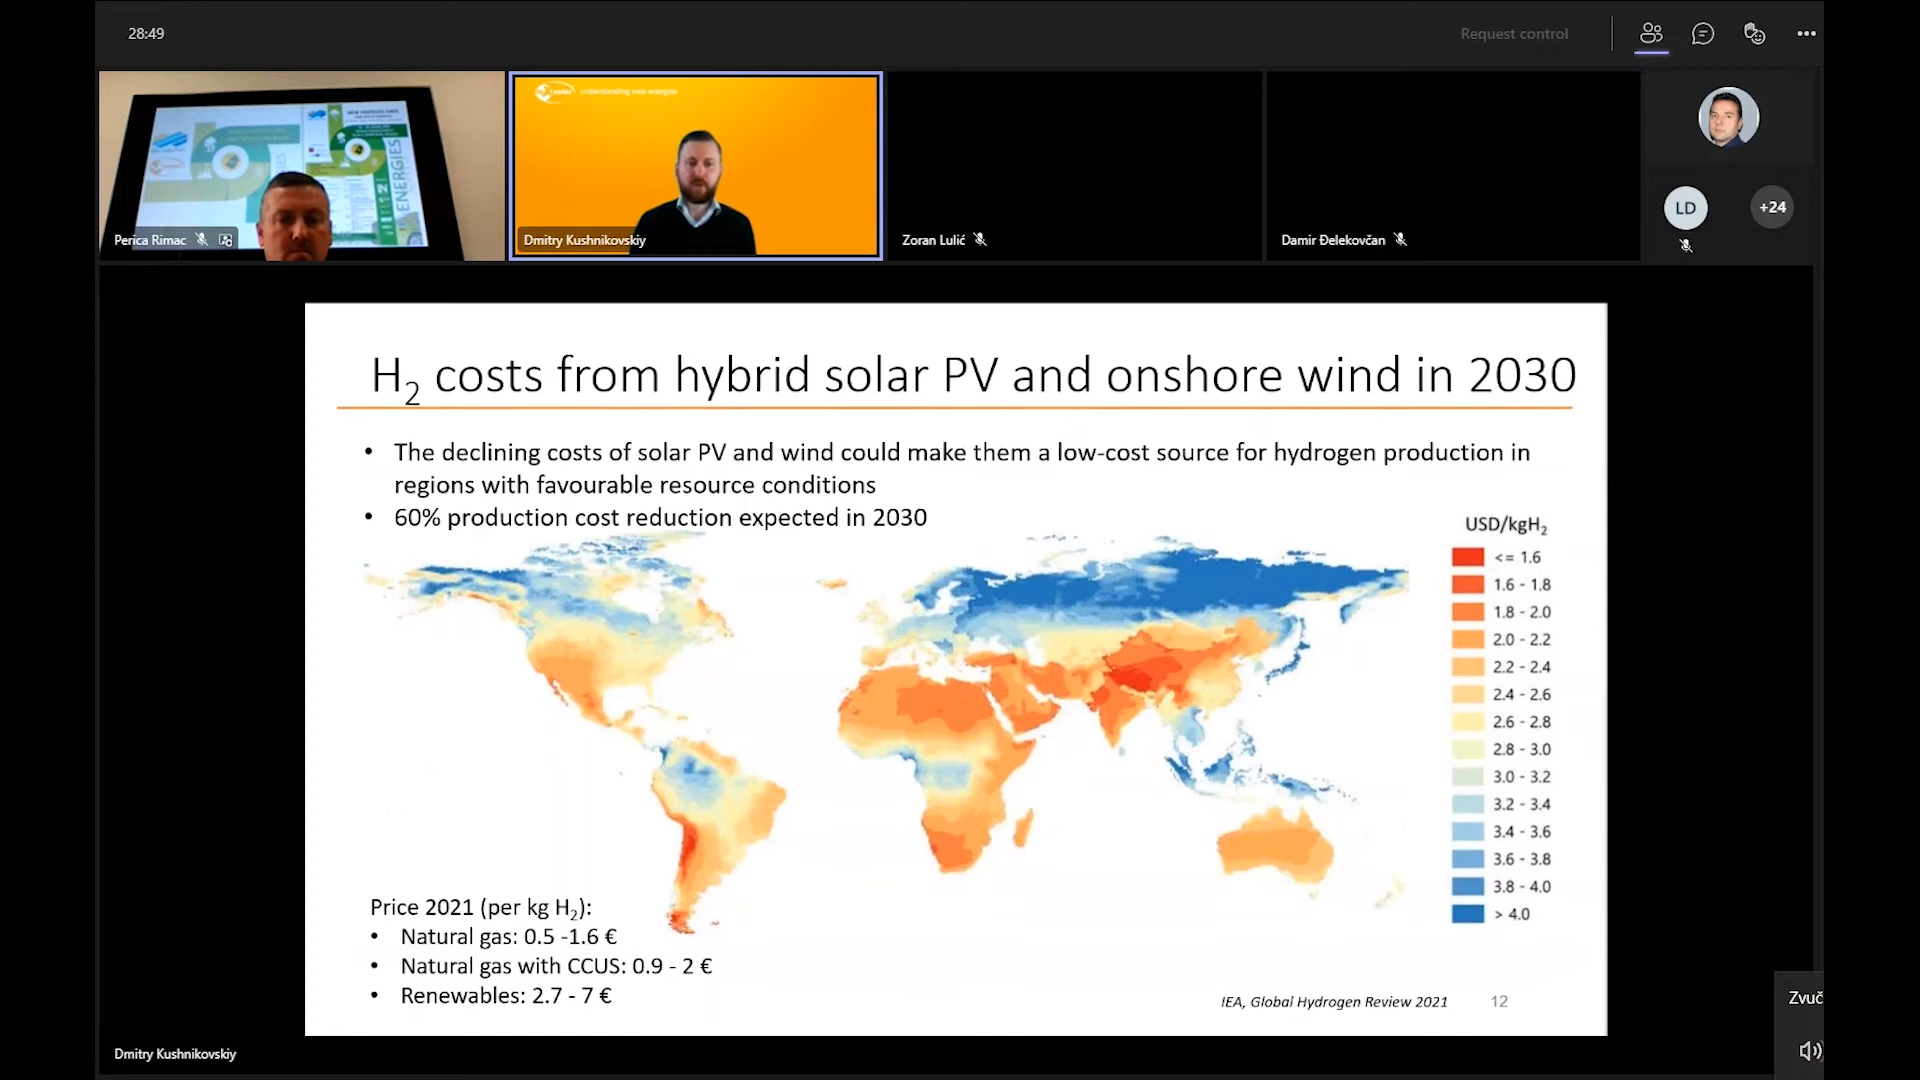 28:49
Request control
understanding new energies
NEW ENERGIES
ENERGIES
Perica Rimac
Dmitry Kushnikovskiy
Zoran Lulić
Damir Đelekovčan
LD
+24
H₂ costs from hybrid solar PV and onshore wind in 2030
• The declining costs of solar PV and wind could make them a low-cost source for hydrogen production in
regions with favourable resource conditions
• 60% production cost reduction expected in 2030
USD/kgH₂
<= 1.6
1.6 - 1.8
1.8 - 2.0
2.0 - 2.2
2.2 - 2.4
2.4 - 2.6
2.6 - 2.8
2.8 - 3.0
3.0 - 3.2
3.2 - 3.4
3.4 - 3.6
3.6 - 3.8
3.8 - 4.0
> 4.0
Price 2021 (per kg H₂):
• Natural gas: 0.5 -1.6 €
• Natural gas with CCUS: 0.9 - 2 €
• Renewables: 2.7 - 7 €
IEA, Global Hydrogen Review 2021
12
Zvuč
Dmitry Kushnikovskiy